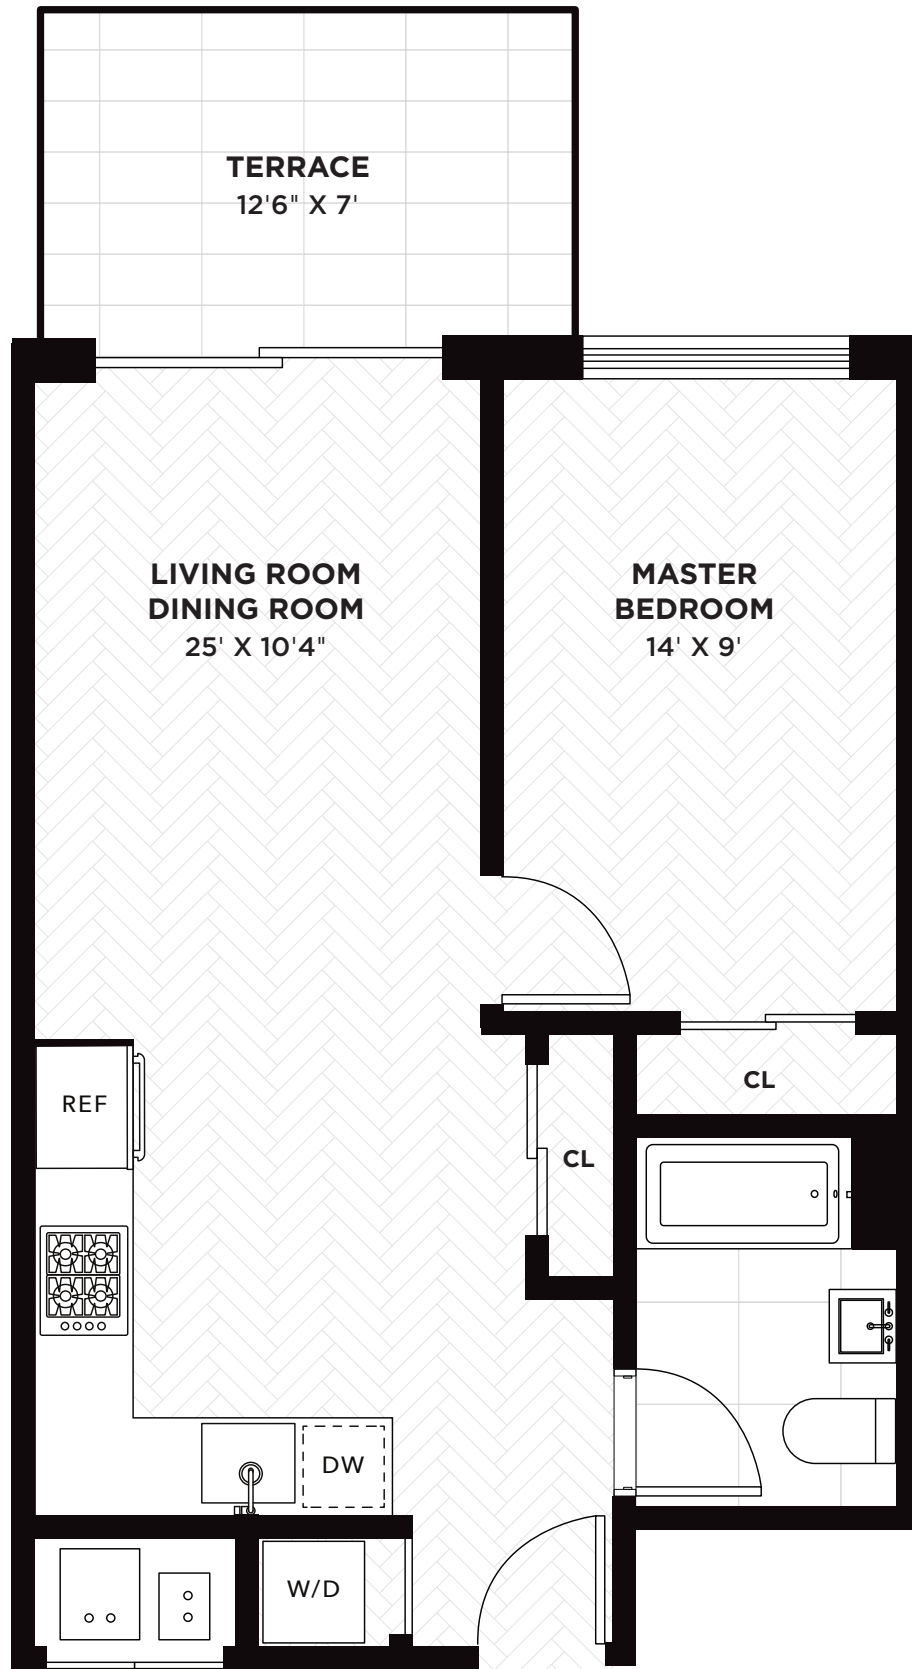 TERRACE
12'6" X 7'
LIVING ROOM
DINING ROOM
25' X 10'4"
MASTER
BEDROOM
14' X 9'
CL
REF
CL
DW
W/D